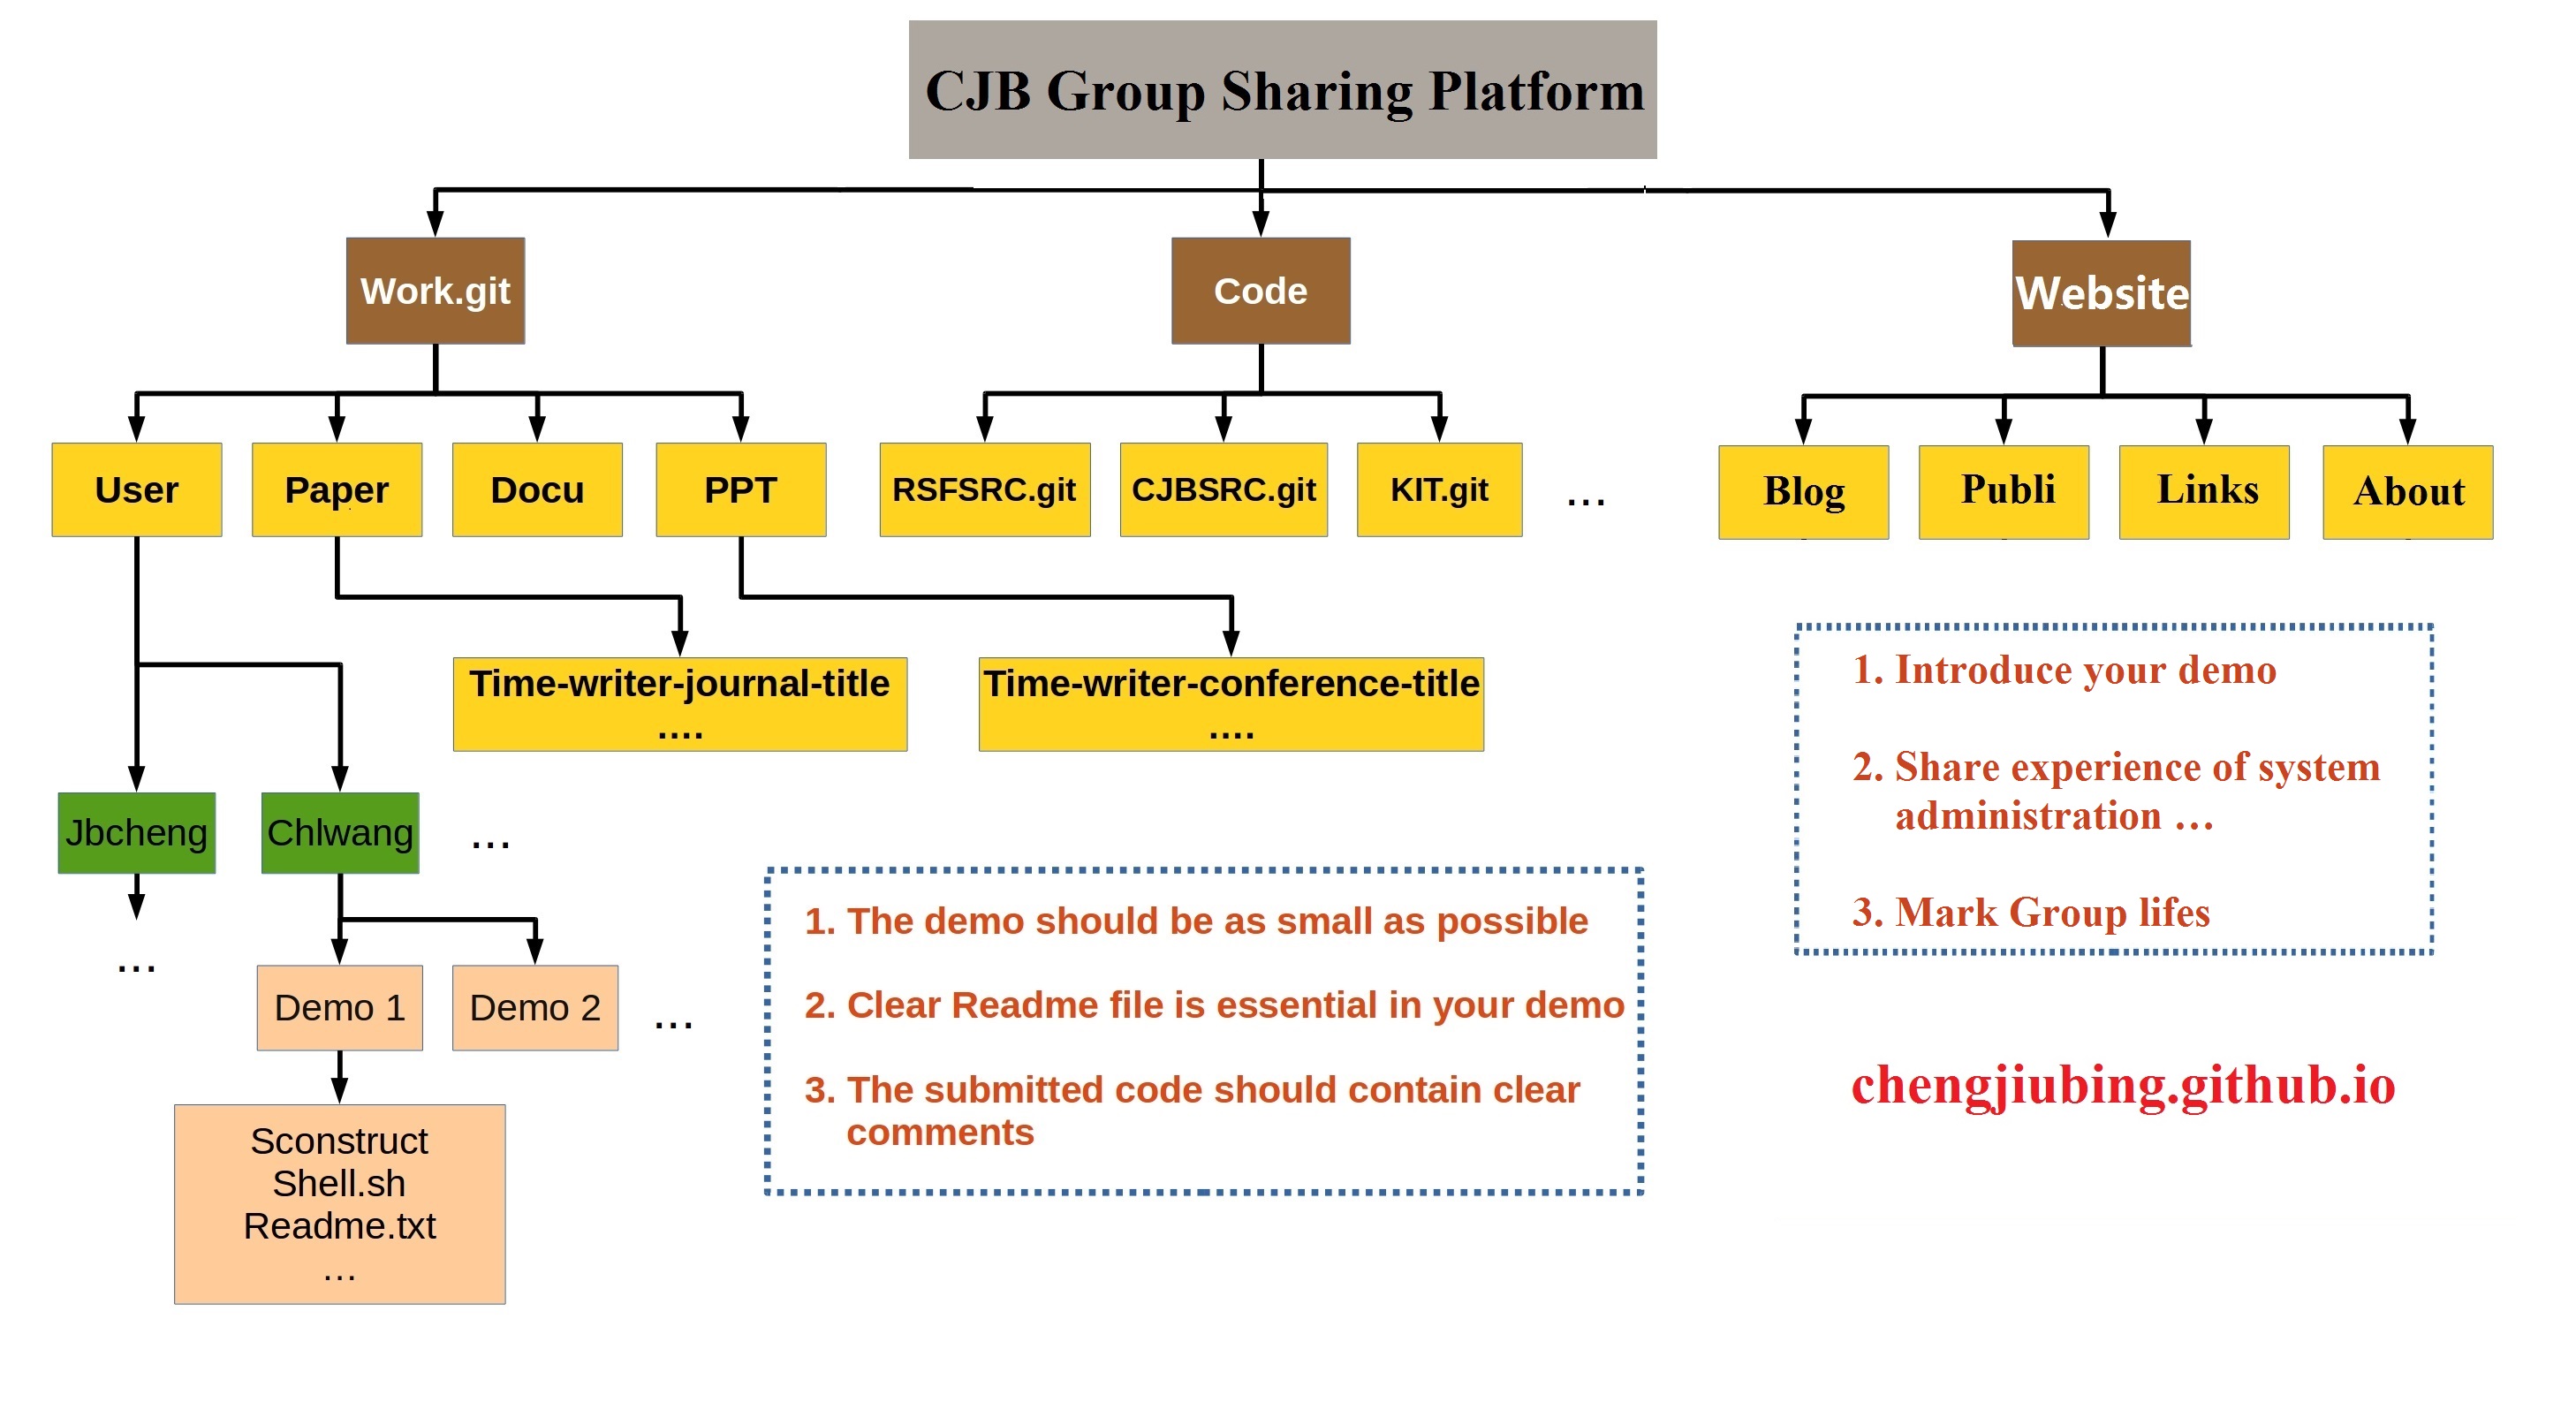 CJB Group Sharing Platform
Work.git
Code
Website
User
Paper
Docu
PPT
RSFSRC.git
CJBSRC.git
KIT.git
...
Blog
Publi
Links
About
Time-writer-journal-title
....
Time-writer-conference-title
....
Jbcheng
Chlwang
...
...
Demo 1
Demo 2
...
Sconstruct
Shell.sh
Readme.txt
...
1. The demo should be as small as possible
2. Clear Readme file is essential in your demo
3. The submitted code should contain clear
comments
1. Introduce your demo
2. Share experience of system
administration ...
3. Mark Group lifes
chengjiubing.github.io